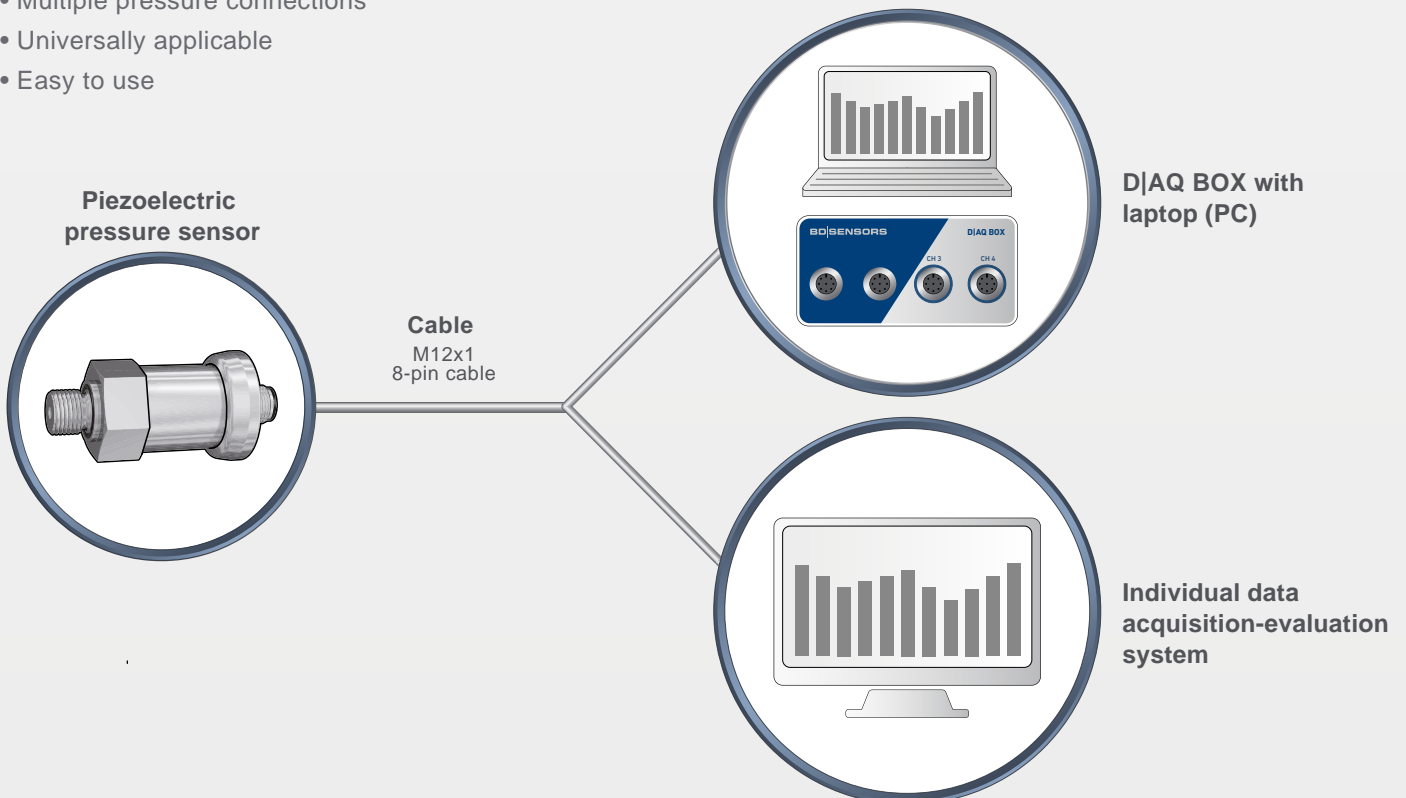 • Multiple pressure connections
• Universally applicable
• Easy to use
Piezoelectric
pressure sensor
Cable
M12x1
8-pin cable
BD|SENSORS
D|AQ BOX
CH 3
CH 4
D|AQ BOX with
laptop (PC)
Individual data
acquisition-evaluation
system